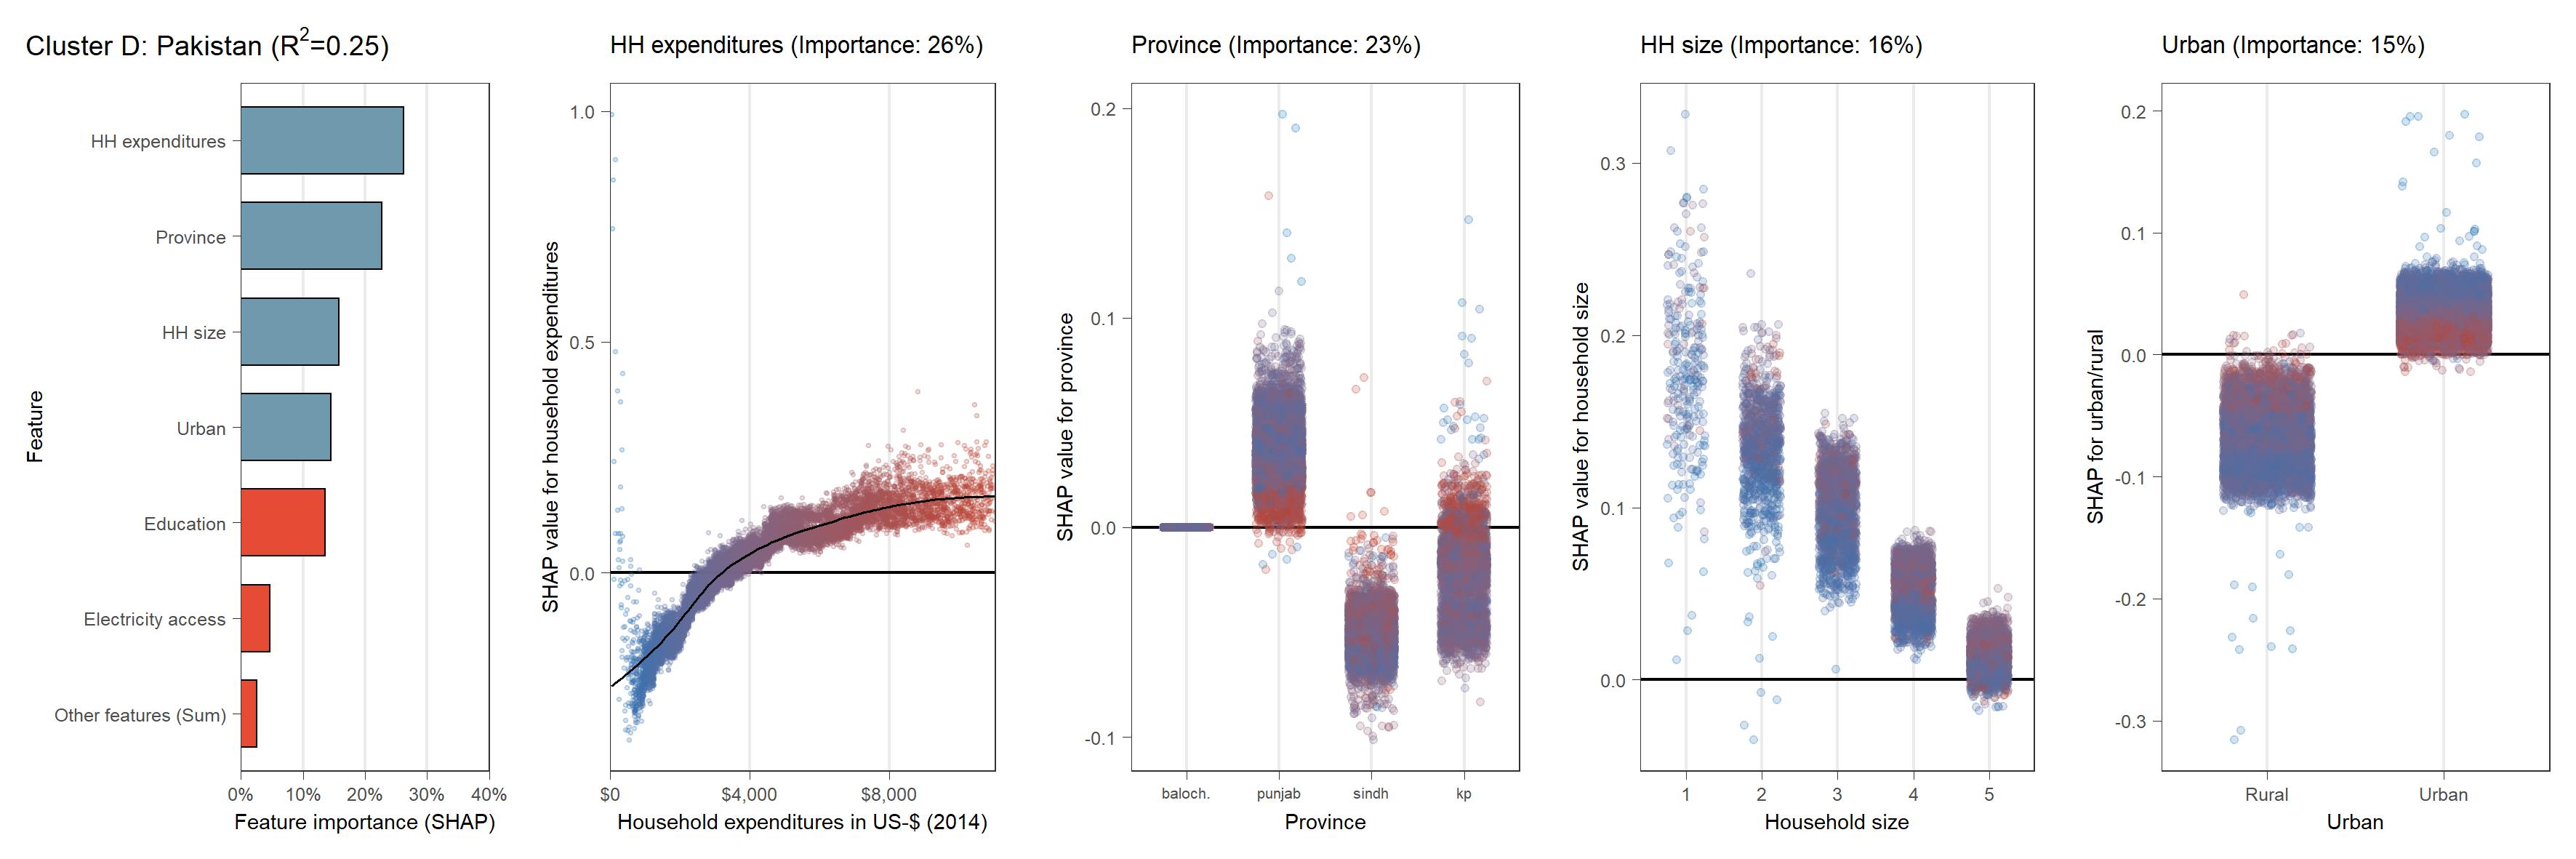 Cluster D: Pakistan (R²=0.25)
Feature
HH expenditures
Province
HH size
Urban
Education
Electricity access
Other features (Sum)
0% 10% 20% 30% 40%
Feature importance (SHAP)
HH expenditures (Importance: 26%)
SHAP value for household expenditures
1.0
0.5
0.0
$0 $4,000 $8,000
Household expenditures in US-$ (2014)
Province (Importance: 23%)
SHAP value for province
0.2
0.1
0.0
-0.1
baloch. punjab sindh kp
Province
HH size (Importance: 16%)
SHAP value for household size
0.3
0.2
0.1
0.0
1 2 3 4 5
Household size
Urban (Importance: 15%)
SHAP for urban/rural
0.2
0.1
0.0
-0.1
-0.2
-0.3
Rural Urban
Urban